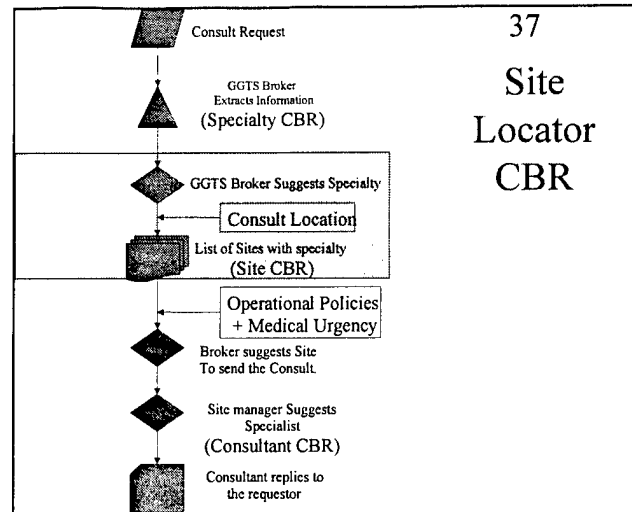 37
Site
Locator
CBR
Consult Request
GGTS Broker
Extracts Information
(Specialty CBR)
GGTS Broker Suggests Specialty
Consult Location
List of Sites with specialty
(Site CBR)
Operational Policies
+ Medical Urgency
Broker suggests Site
To send the Consult.
Site manager Suggests
Specialist
(Consultant CBR)
Consultant replies to
the requestor